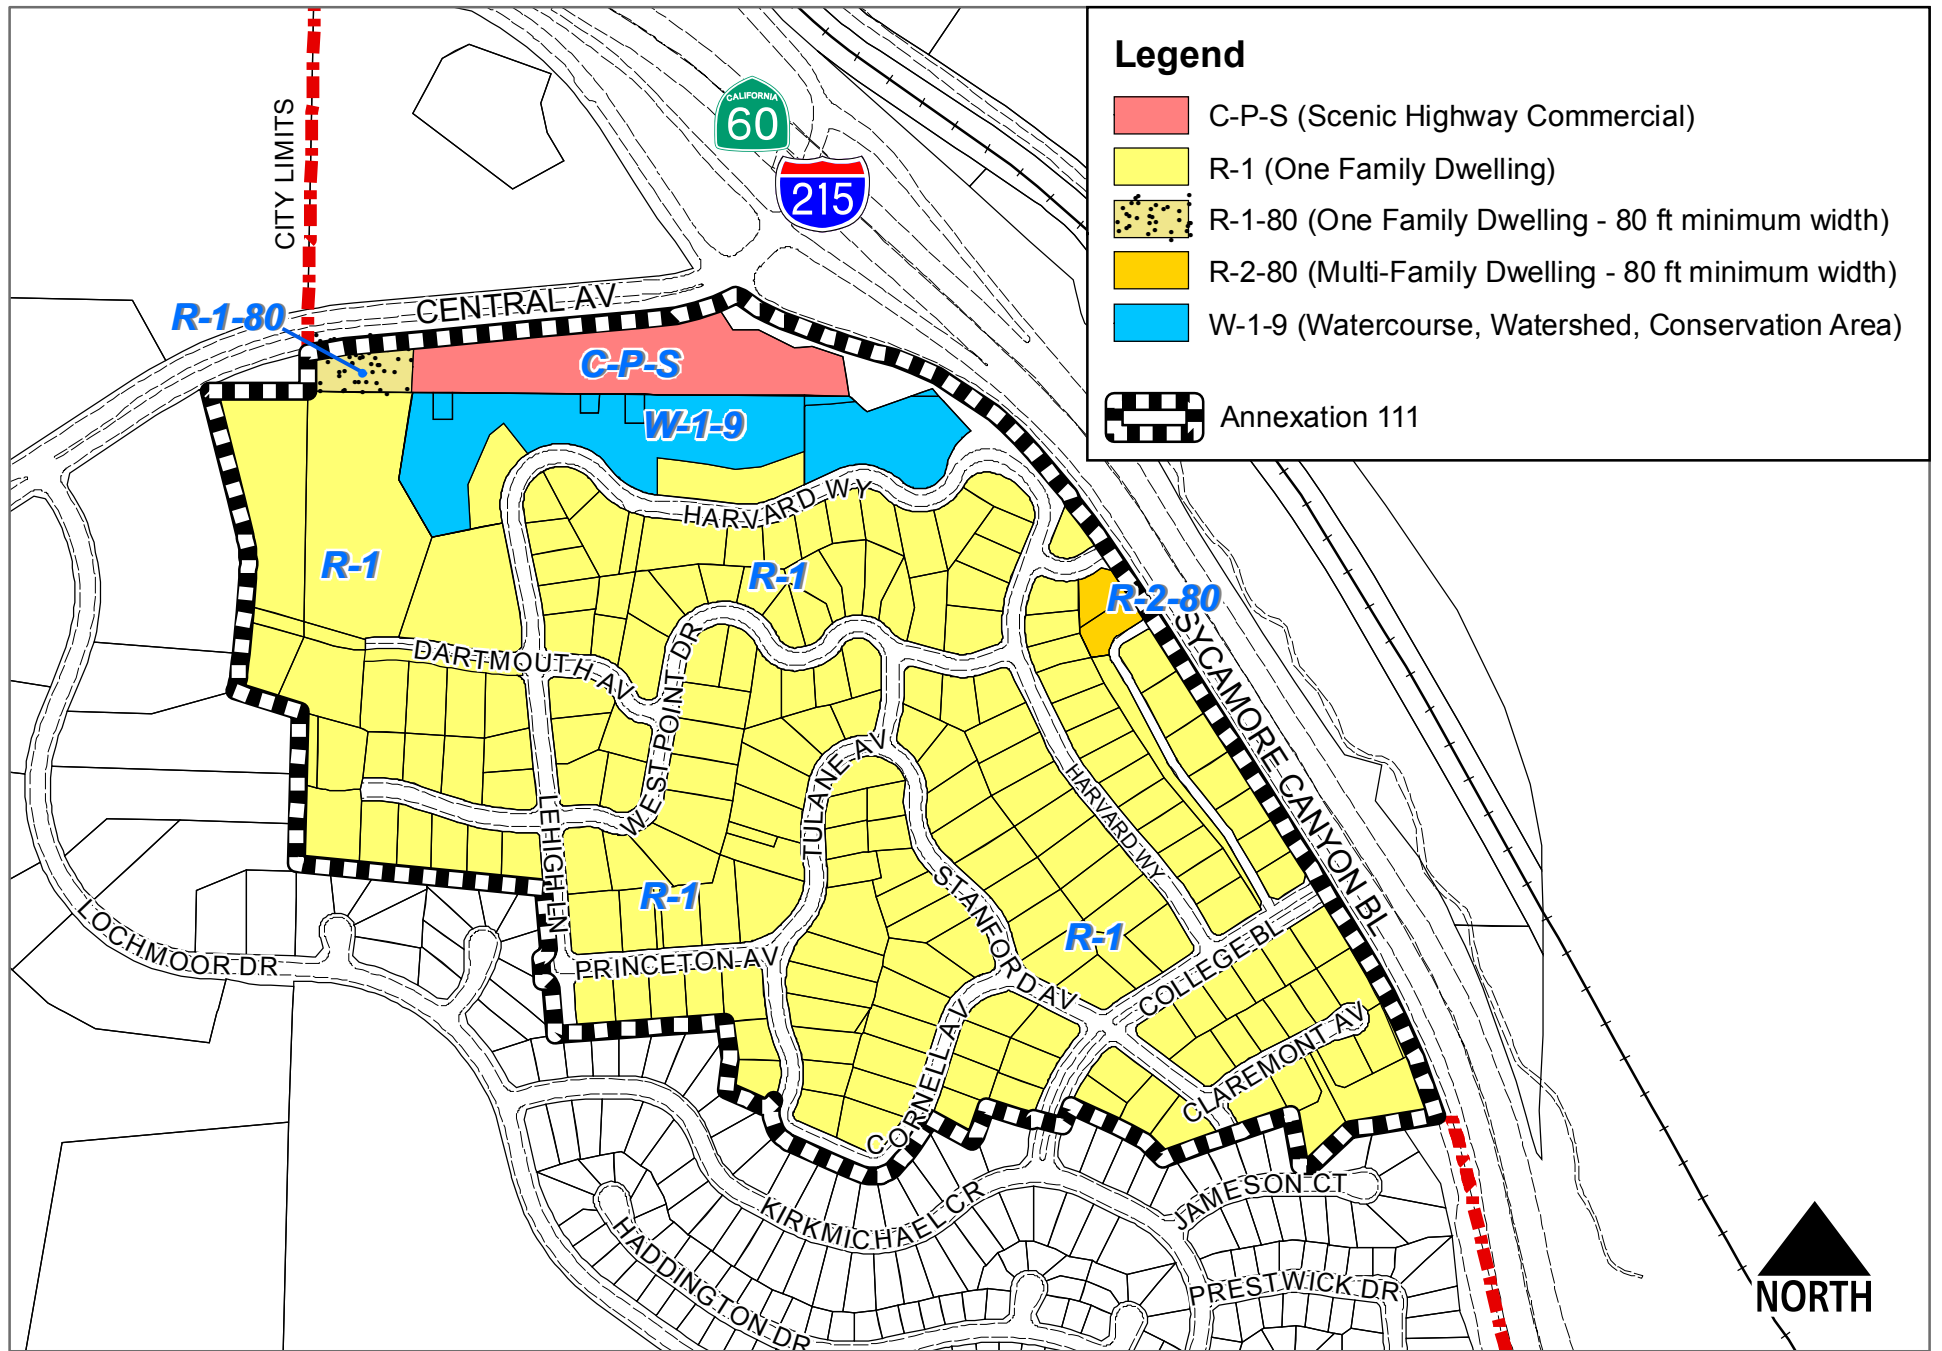 Legend
C-P-S (Scenic Highway Commercial)
R-1 (One Family Dwelling)
R-1-80 (One Family Dwelling - 80 ft minimum width)
R-2-80 (Multi-Family Dwelling - 80 ft minimum width)
W-1-9 (Watercourse, Watershed, Conservation Area)
Annexation 111
CALIFORNIA
60
215
CITY LIMITS
CENTRAL AV
R-1-80
C-P-S
W-1-9
HARVARD WY
R-1
R-1
R-2-80
SYCAMORE CANYON BL
DARTMOUTH AV
WEST POINT DR
TULANE AV
HARVARD WY
LEHIGH LN
R-1
STANFORD AV
R-1
LOCHMOOR DR
PRINCETON AV
COLLEGE BL
CORNELL AV
CLAREMONT AV
KIRKMICHAEL CR
JAMESON CT
HADDINGTON DR
PRESTWICK DR
NORTH